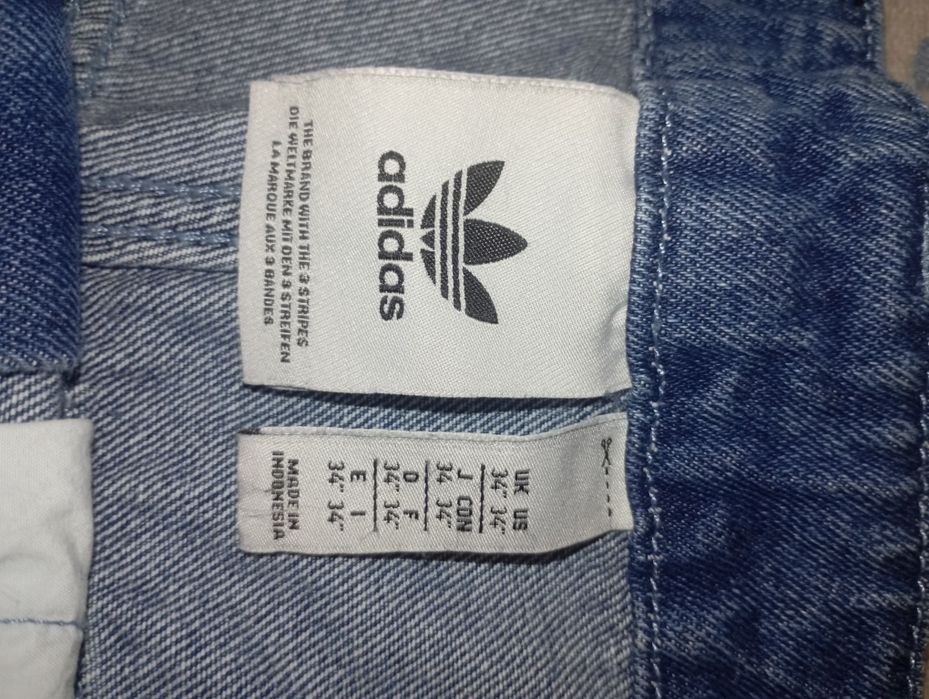 adidas
THE BRAND WITH THE 3 STRIPES
DIE WELTMARKE MIT DEN 3 STREIFEN
LA MARQUE AUX 3 BANDES
UK US
34" 34"
J CDN
34 34"
D F
34" 34"
E I
34" 34"
MADE IN
INDONESIA